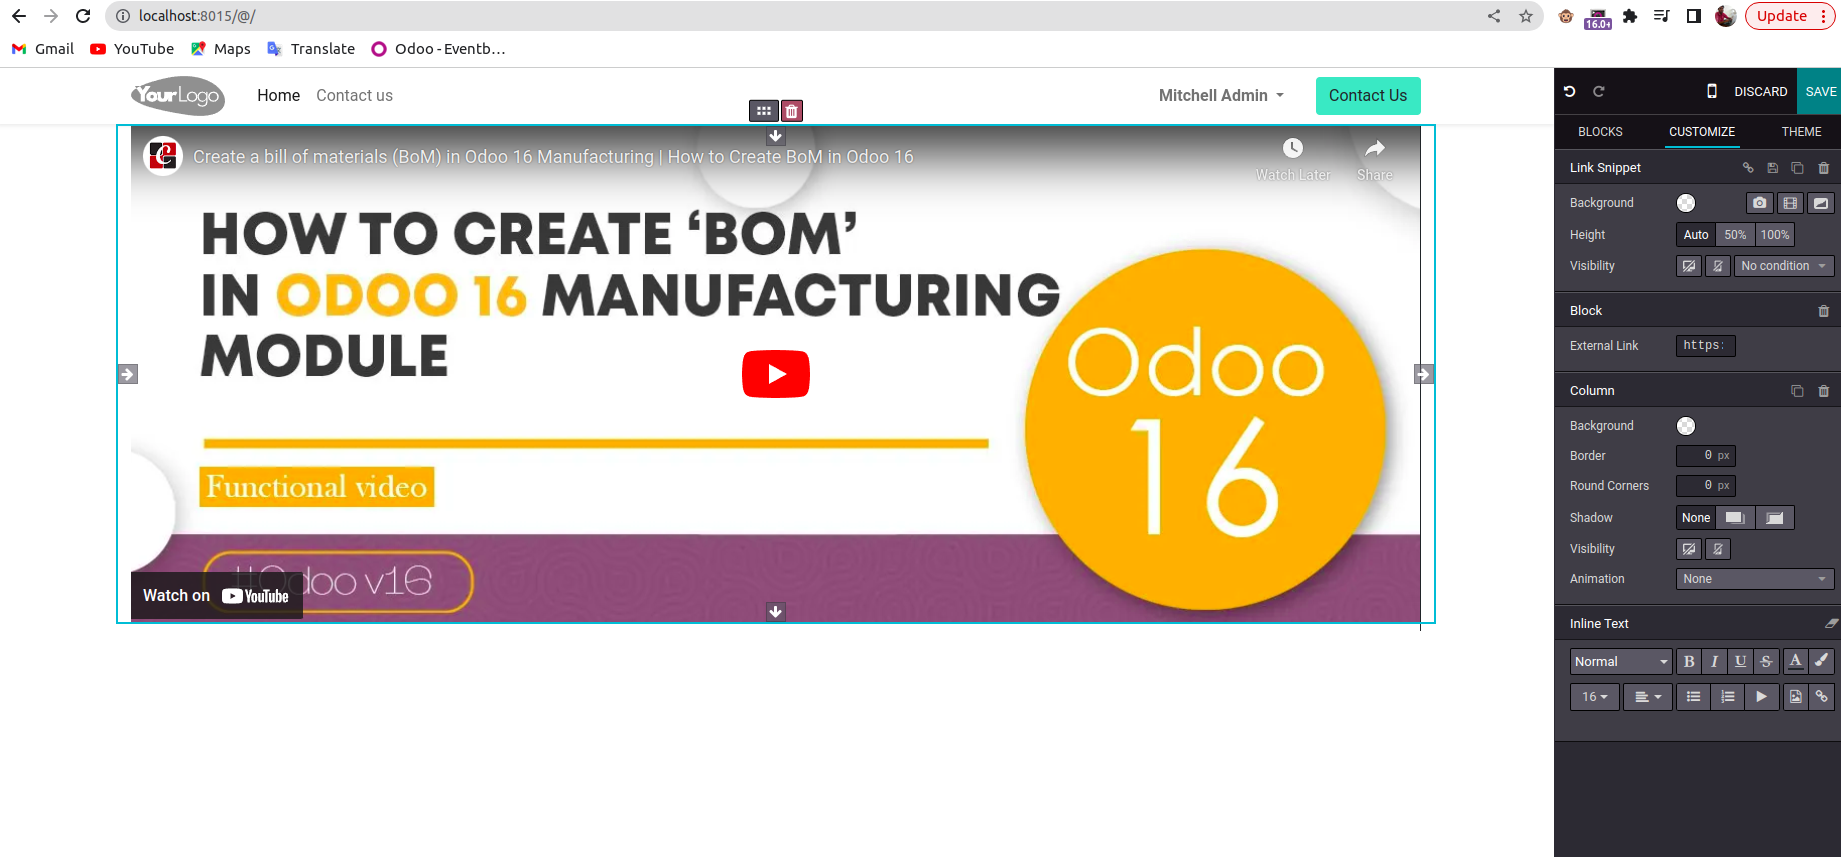 localhost:8015/@/
16.0+
Update
Gmail
YouTube
Maps
Translate
Odoo - Eventb...
YourLogo
Home
Contact us
Mitchell Admin
Contact Us
DISCARD
SAVE
BLOCKS
CUSTOMIZE
THEME
Create a bill of materials (BoM) in Odoo 16 Manufacturing | How to Create BoM in Odoo 16
Watch Later
Share
HOW TO CREATE ‘BOM’
IN ODOO 16 MANUFACTURING
MODULE
Odoo
16
Functional video
#Odoo v16
Watch on YouTube
Link Snippet
Background
Height
Auto
50%
100%
Visibility
No condition
Block
External Link
https:
Column
Background
Border
0 px
Round Corners
0 px
Shadow
None
Visibility
Animation
None
Inline Text
Normal
B
I
U
S
A
16